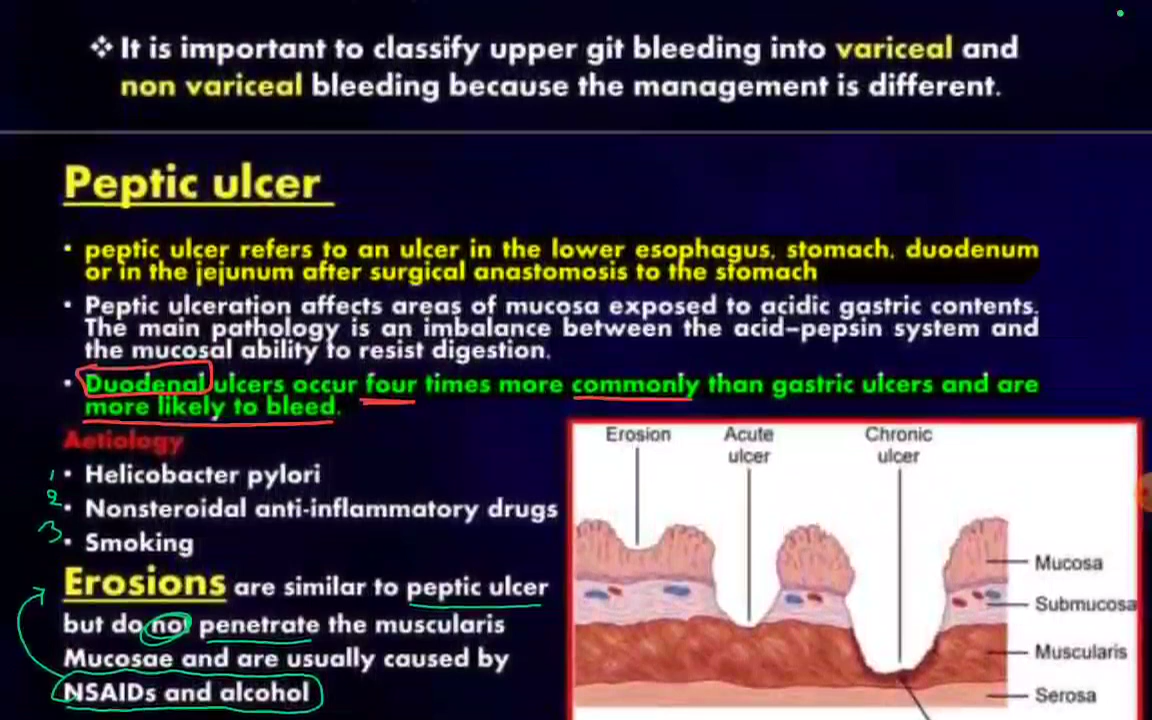 ❖ It is important to classify upper git bleeding into variceal and
non variceal bleeding because the management is different.
Peptic ulcer
• peptic ulcer refers to an ulcer in the lower esophagus, stomach, duodenum
or in the jejunum after surgical anastomosis to the stomach
• Peptic ulceration affects areas of mucosa exposed to acidic gastric contents.
The main pathology is an imbalance between the acid–pepsin system and
the mucosal ability to resist digestion.
• Duodenal ulcers occur four times more commonly than gastric ulcers and are
more likely to bleed.
Aetiology
1 • Helicobacter pylori
2 • Nonsteroidal anti-inflammatory drugs
3 • Smoking
Erosions are similar to peptic ulcer
but do not penetrate the muscularis
Mucosae and are usually caused by
NSAIDs and alcohol
Erosion
Acute
ulcer
Chronic
ulcer
Mucosa
Submucosa
Muscularis
Serosa